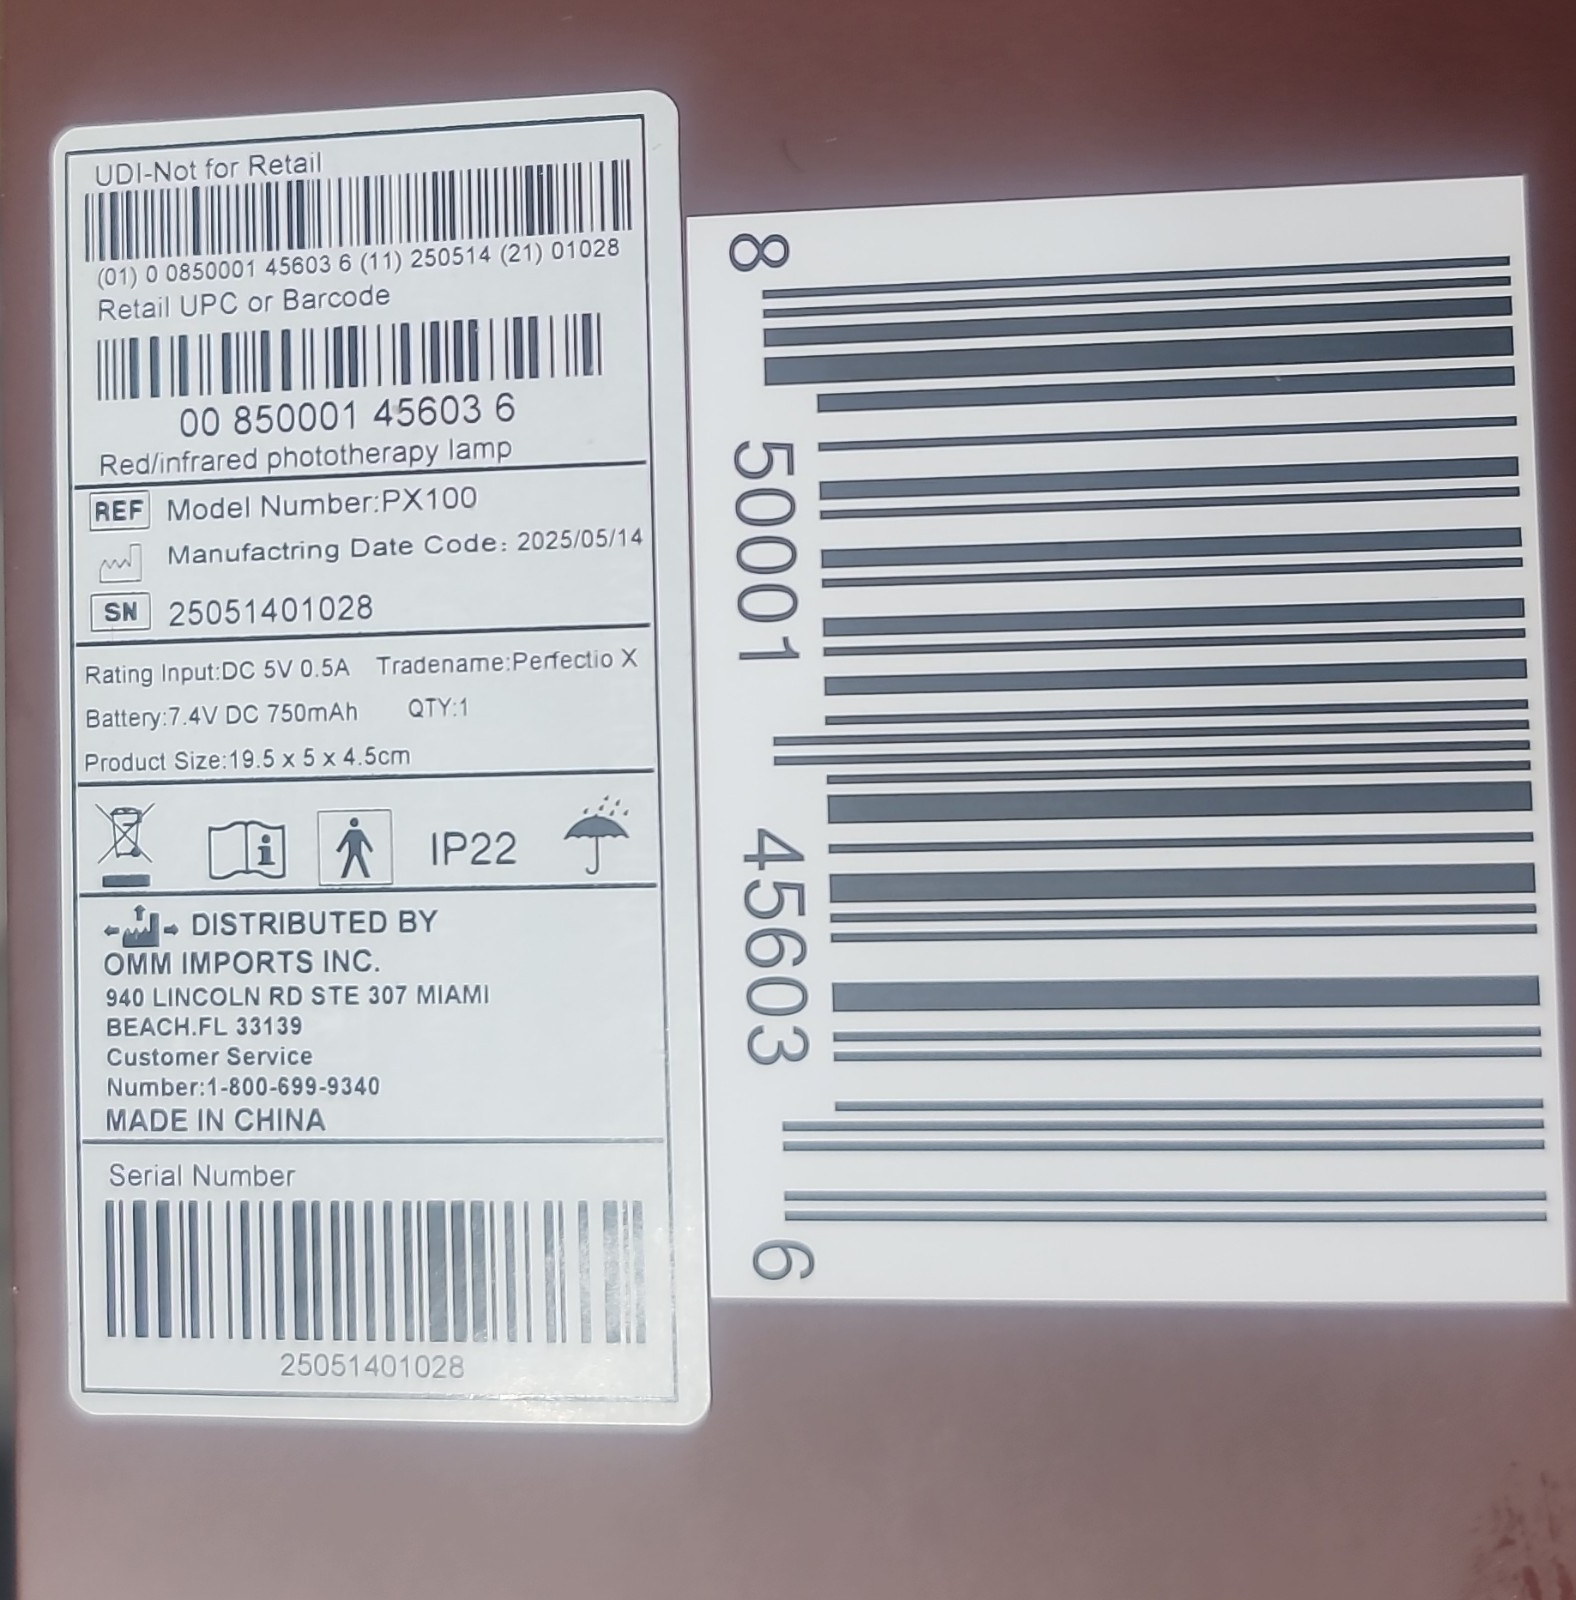 UDI-Not for Retail
(01) 0 0850001 45603 6 (11) 250514 (21) 01028
Retail UPC or Barcode
00 850001 45603 6
Red/infrared phototherapy lamp
REF Model Number:PX100
Manufactring Date Code: 2025/05/14
SN 25051401028
Rating Input:DC 5V 0.5A Tradename:Perfectio X
Battery:7.4V DC 750mAh QTY:1
Product Size:19.5 x 5 x 4.5cm
i IP22
DISTRIBUTED BY
OMM IMPORTS INC.
940 LINCOLN RD STE 307 MIAMI
BEACH.FL 33139
Customer Service
Number:1-800-699-9340
MADE IN CHINA
Serial Number
25051401028
8 50001 45603 6